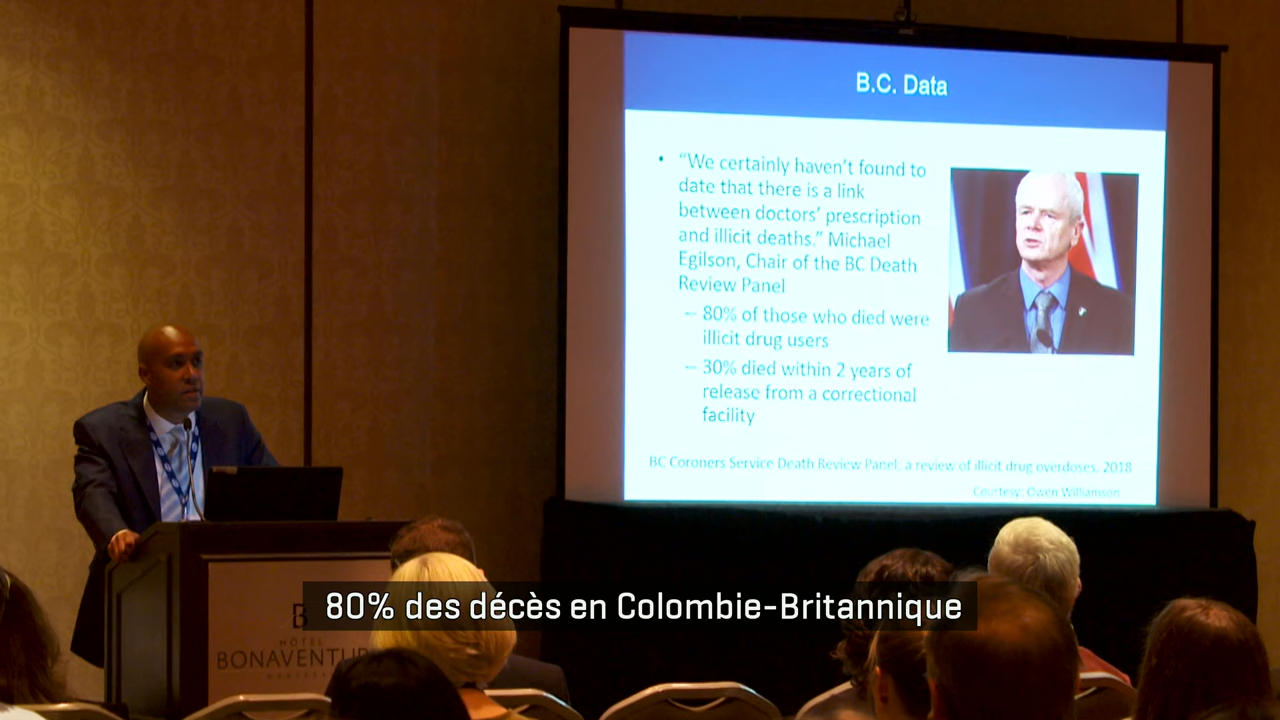 B.C. Data
• "We certainly haven't found to
date that there is a link
between doctors' prescription
and illicit deaths." Michael
Egilson, Chair of the BC Death
Review Panel
– 80% of those who died were
illicit drug users
– 30% died within 2 years of
release from a correctional
facility
BC Coroners Service Death Review Panel: a review of illicit drug overdoses, 2018
Courtesy: Owen Williamson
80% des décès en Colombie-Britannique
B
HÔTEL
BONAVENTU